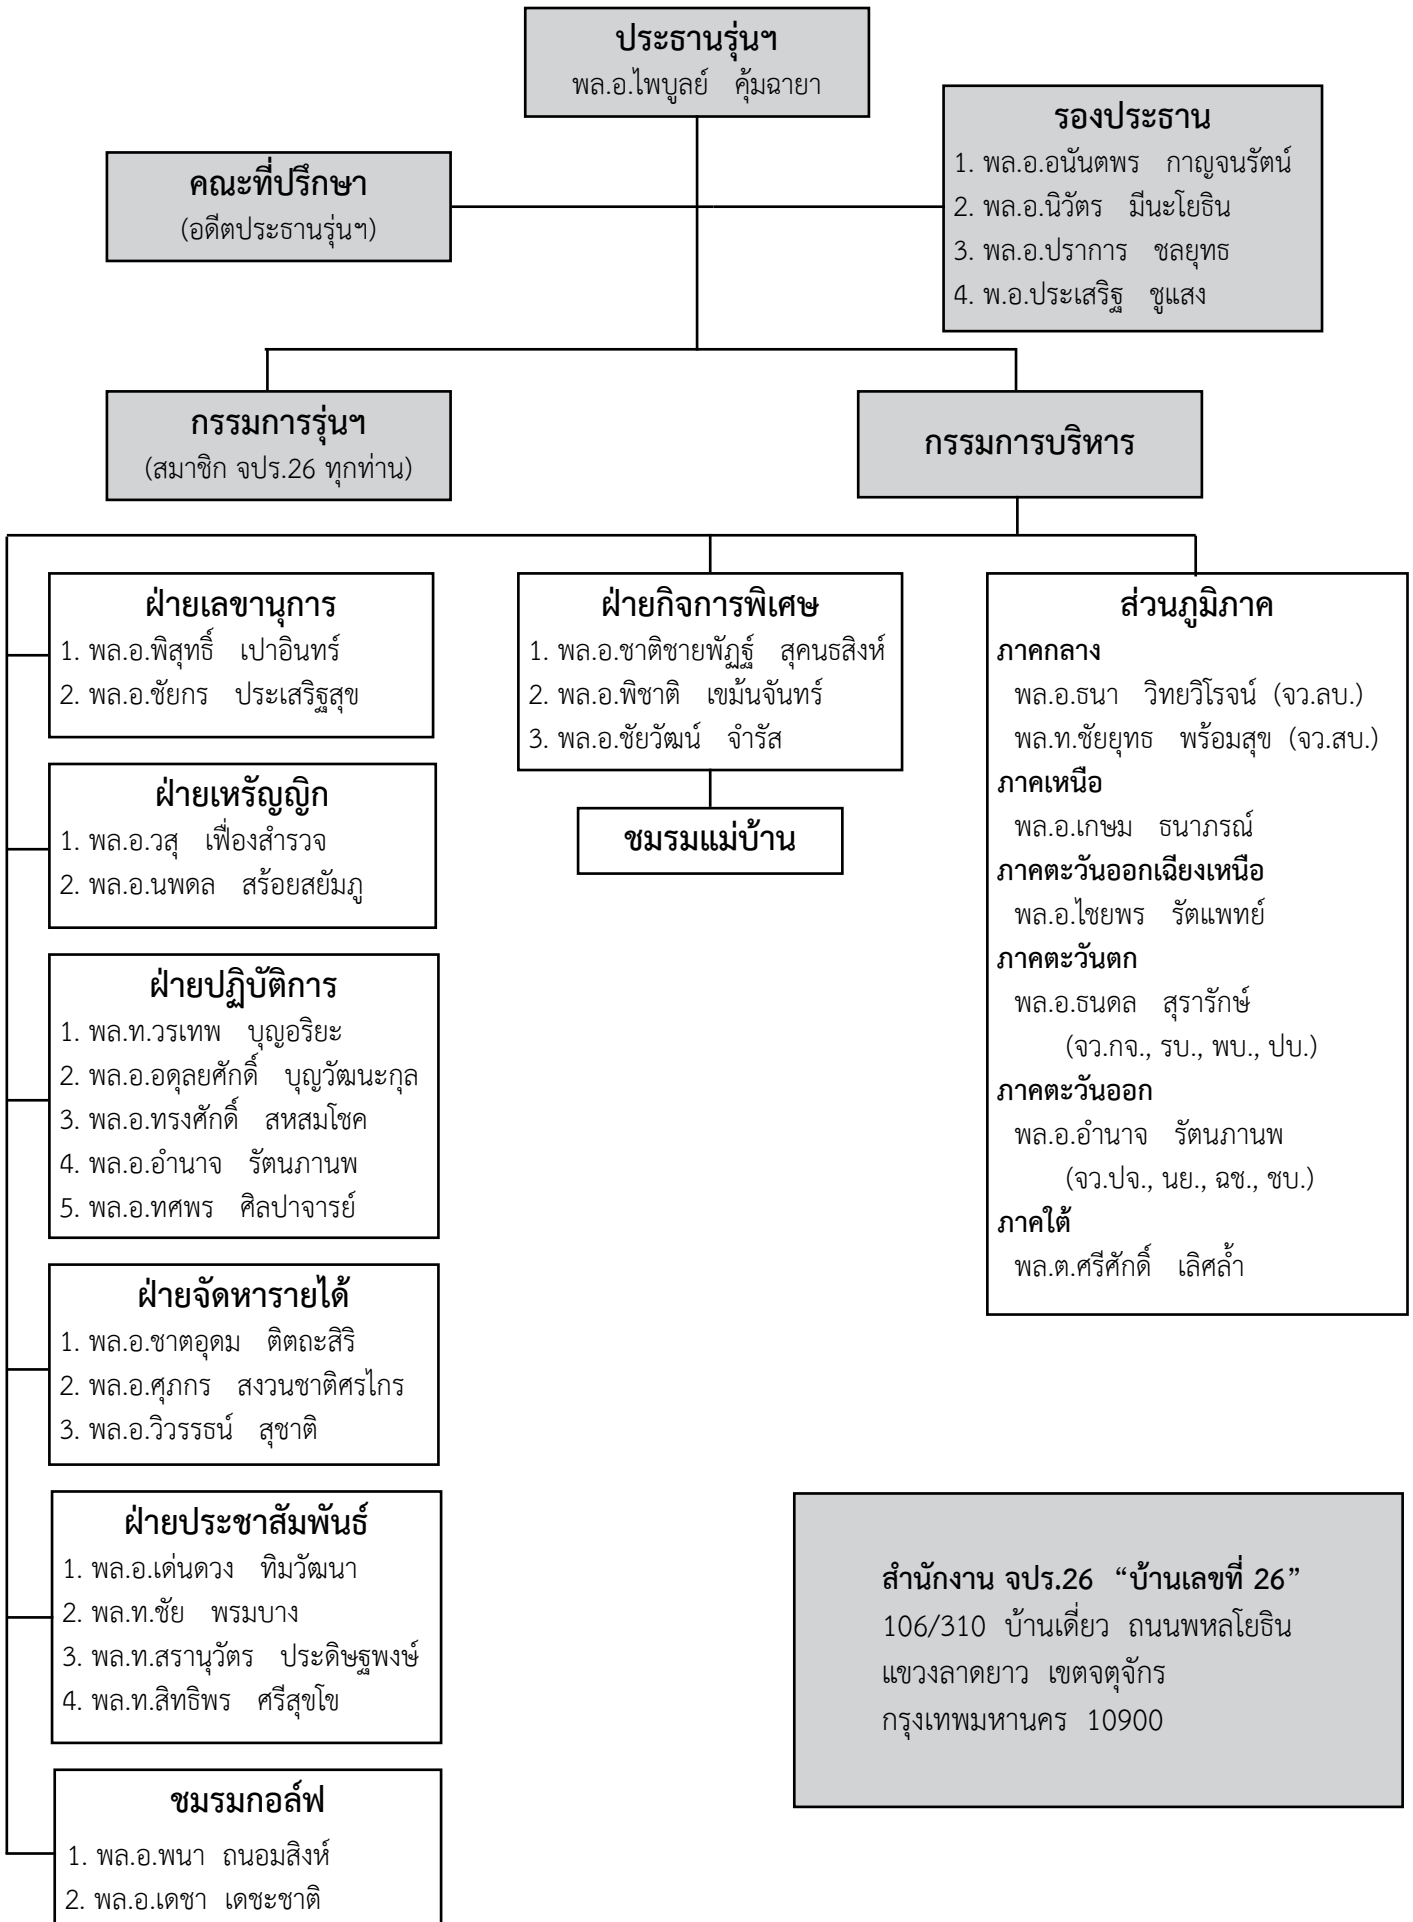 ประธานรุ่นฯ
พล.อ.ไพบูลย์ คุ้มฉายา
รองประธาน
1. พล.อ.อนันตพร กาญจนรัตน์
2. พล.อ.นิวัตร มีนะโยธิน
3. พล.อ.ปราการ ชลยุทธ
4. พ.อ.ประเสริฐ ชูแสง
คณะที่ปรึกษา
(อดีตประธานรุ่นฯ)
กรรมการรุ่นฯ
(สมาชิก จปร.26 ทุกท่าน)
กรรมการบริหาร
ฝ่ายเลขานุการ
1. พล.อ.พิสุทธิ์ เปาอินทร์
2. พล.อ.ชัยกร ประเสริฐสุข
ฝ่ายเหรัญญิก
1. พล.อ.วสุ เฟื่องสำรวจ
2. พล.อ.นพดล สร้อยสยัมภู
ฝ่ายปฏิบัติการ
1. พล.ท.วรเทพ บุญอริยะ
2. พล.อ.อดุลยศักดิ์ บุญวัฒนะกุล
3. พล.อ.ทรงศักดิ์ สหสมโชค
4. พล.อ.อำนาจ รัตนภานพ
5. พล.อ.ทศพร ศิลปาจารย์
ฝ่ายจัดหารายได้
1. พล.อ.ชาตอุดม ติตถะสิริ
2. พล.อ.ศุภกร สงวนชาติศรไกร
3. พล.อ.วิวรรธน์ สุชาติ
ฝ่ายประชาสัมพันธ์
1. พล.อ.เด่นดวง ทิมวัฒนา
2. พล.ท.ชัย พรมบาง
3. พล.ท.สรานุวัตร ประดิษฐพงษ์
4. พล.ท.สิทธิพร ศรีสุขโข
ชมรมกอล์ฟ
1. พล.อ.พนา ถนอมสิงห์
2. พล.อ.เดชา เดชะชาติ
ฝ่ายกิจการพิเศษ
1. พล.อ.ชาติชายพัฏฐ์ สุคนธสิงห์
2. พล.อ.พิชาติ เขม้นจันทร์
3. พล.อ.ชัยวัฒน์ จำรัส
ชมรมแม่บ้าน
ส่วนภูมิภาค
ภาคกลาง
พล.อ.ธนา วิทยวิโรจน์ (จว.ลบ.)
พล.ท.ชัยยุทธ พร้อมสุข (จว.สบ.)
ภาคเหนือ
พล.อ.เกษม ธนาภรณ์
ภาคตะวันออกเฉียงเหนือ
พล.อ.ไชยพร รัตแพทย์
ภาคตะวันตก
พล.อ.ธนดล สุรารักษ์
(จว.กจ., รบ., พบ., ปบ.)
ภาคตะวันออก
พล.อ.อำนาจ รัตนภานพ
(จว.ปจ., นย., ฉช., ชบ.)
ภาคใต้
พล.ต.ศรีศักดิ์ เลิศล้ำ
สำนักงาน จปร.26 “บ้านเลขที่ 26”
106/310 บ้านเดี่ยว ถนนพหลโยธิน
แขวงลาดยาว เขตจตุจักร
กรุงเทพมหานคร 10900